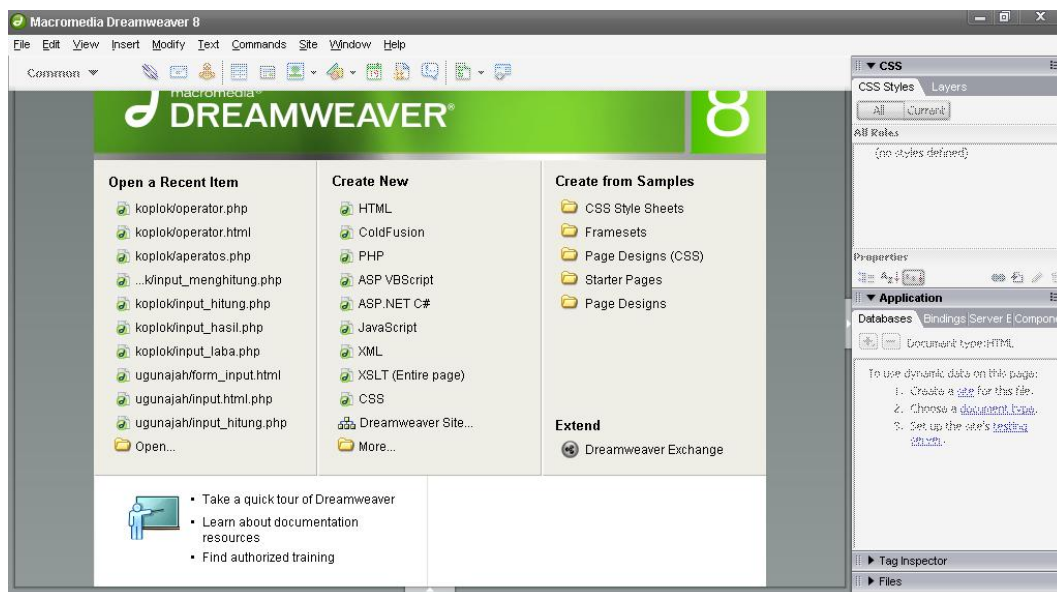 Macromedia Dreamweaver 8
File Edit View Insert Modify Text Commands Site Window Help
Common
macromedia®
DREAMWEAVER®
8
Open a Recent Item
koplok/operator.php
koplok/operator.html
koplok/aperatos.php
...k/input_menghitung.php
koplok/input_hitung.php
koplok/input_hasil.php
koplok/input_laba.php
ugunajah/form_input.html
ugunajah/input.html.php
ugunajah/input_hitung.php
Open...
Create New
HTML
ColdFusion
PHP
ASP VBScript
ASP.NET C#
JavaScript
XML
XSLT (Entire page)
CSS
Dreamweaver Site...
More...
Create from Samples
CSS Style Sheets
Framesets
Page Designs (CSS)
Starter Pages
Page Designs
Extend
Dreamweaver Exchange
Take a quick tour of Dreamweaver
Learn about documentation
resources
Find authorized training
CSS
CSS Styles Layers
All Current
All Rules
(no styles defined)
Properties
Application
Databases Bindings Server B Compone
Document type:HTML
To use dynamic data on this page:
1. Create a site for this file.
2. Choose a document type.
3. Set up the site's testing
Tag Inspector
Files